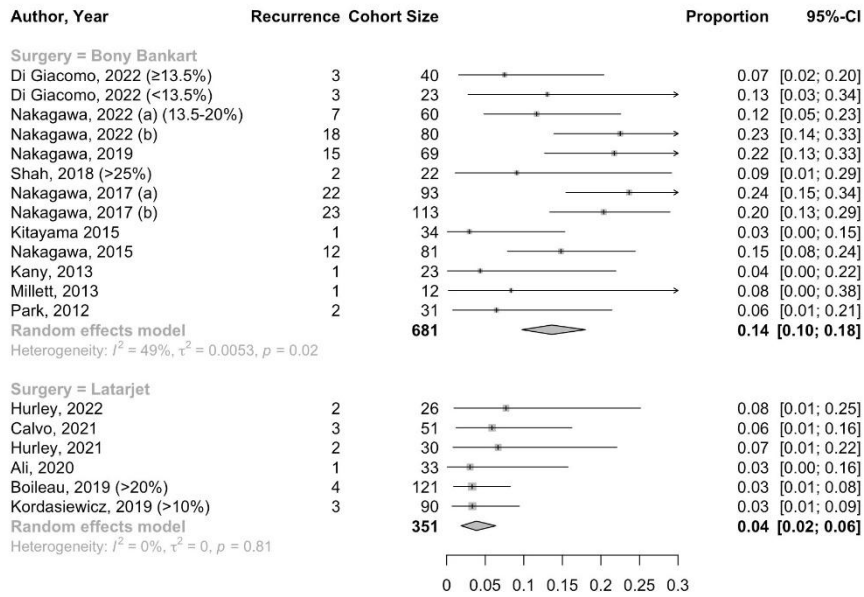 Author, Year Recurrence Cohort Size Proportion 95%-CI
Surgery = Bony Bankart
Di Giacomo, 2022 (≥13.5%) 3 40 0.07 [0.02; 0.20]
Di Giacomo, 2022 (<13.5%) 3 23 0.13 [0.03; 0.34]
Nakagawa, 2022 (a) (13.5-20%) 7 60 0.12 [0.05; 0.23]
Nakagawa, 2022 (b) 18 80 0.23 [0.14; 0.33]
Nakagawa, 2019 15 69 0.22 [0.13; 0.33]
Shah, 2018 (>25%) 2 22 0.09 [0.01; 0.29]
Nakagawa, 2017 (a) 22 93 0.24 [0.15; 0.34]
Nakagawa, 2017 (b) 23 113 0.20 [0.13; 0.29]
Kitayama 2015 1 34 0.03 [0.00; 0.15]
Nakagawa, 2015 12 81 0.15 [0.08; 0.24]
Kany, 2013 1 23 0.04 [0.00; 0.22]
Millett, 2013 1 12 0.08 [0.00; 0.38]
Park, 2012 2 31 0.06 [0.01; 0.21]
Random effects model 681 0.14 [0.10; 0.18]
Heterogeneity: I² = 49%, τ² = 0.0053, p = 0.02
Surgery = Latarjet
Hurley, 2022 2 26 0.08 [0.01; 0.25]
Calvo, 2021 3 51 0.06 [0.01; 0.16]
Hurley, 2021 2 30 0.07 [0.01; 0.22]
Ali, 2020 1 33 0.03 [0.00; 0.16]
Boileau, 2019 (>20%) 4 121 0.03 [0.01; 0.08]
Kordasiewicz, 2019 (>10%) 3 90 0.03 [0.01; 0.09]
Random effects model 351 0.04 [0.02; 0.06]
Heterogeneity: I² = 0%, τ² = 0, p = 0.81
0 0.05 0.1 0.15 0.2 0.25 0.3